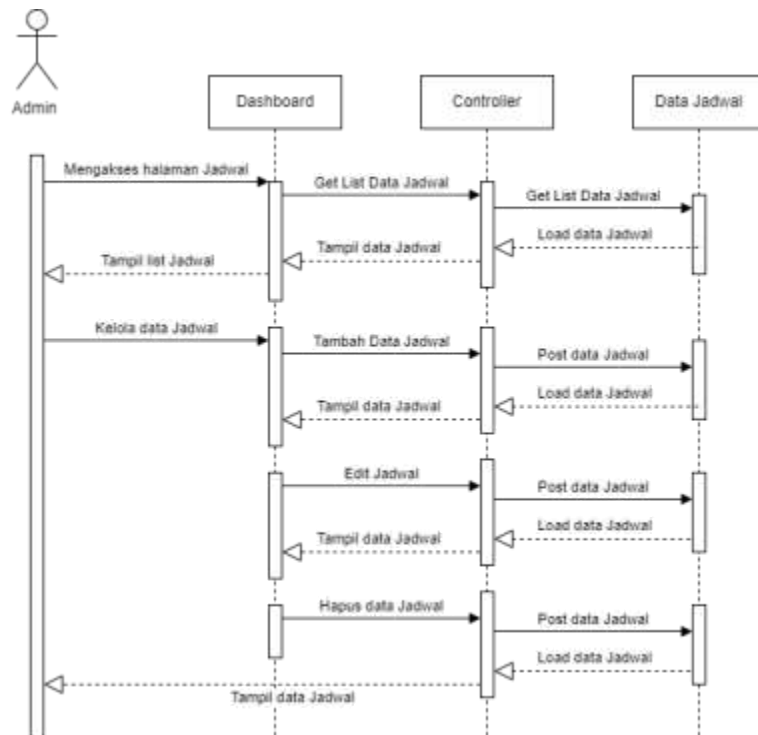 Admin
Dashboard
Controller
Data Jadwal
Mengakses halaman Jadwal
Get List Data Jadwal
Get List Data Jadwal
Load data Jadwal
Tampil data Jadwal
Tampil list Jadwal
Kelola data Jadwal
Tambah Data Jadwal
Post data Jadwal
Load data Jadwal
Tampil data Jadwal
Edit Jadwal
Post data Jadwal
Load data Jadwal
Tampil data Jadwal
Hapus data Jadwal
Post data Jadwal
Load data Jadwal
Tampil data Jadwal